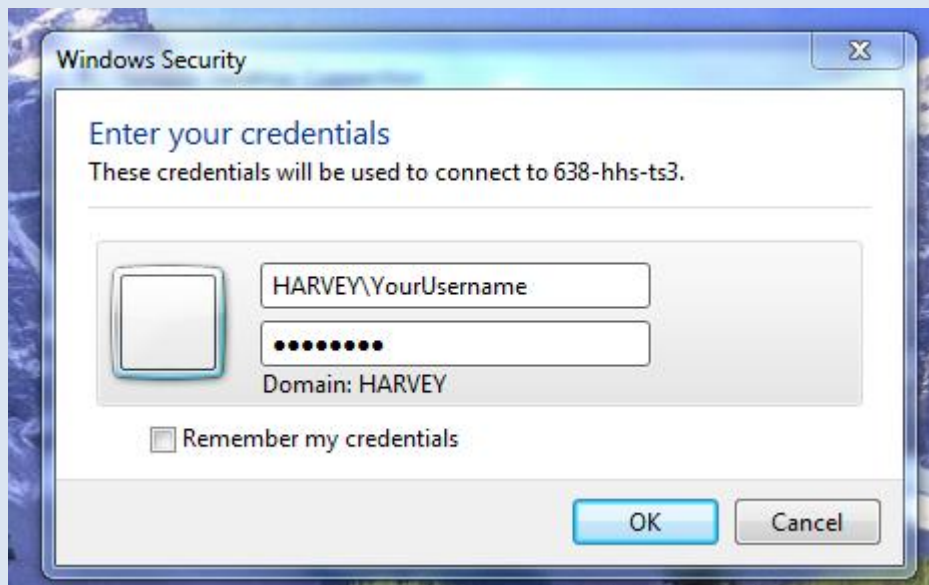 Windows Security
Enter your credentials
These credentials will be used to connect to 638-hhs-ts3.
HARVEY\YourUsername
●●●●●●●●
Domain: HARVEY
Remember my credentials
OK
Cancel